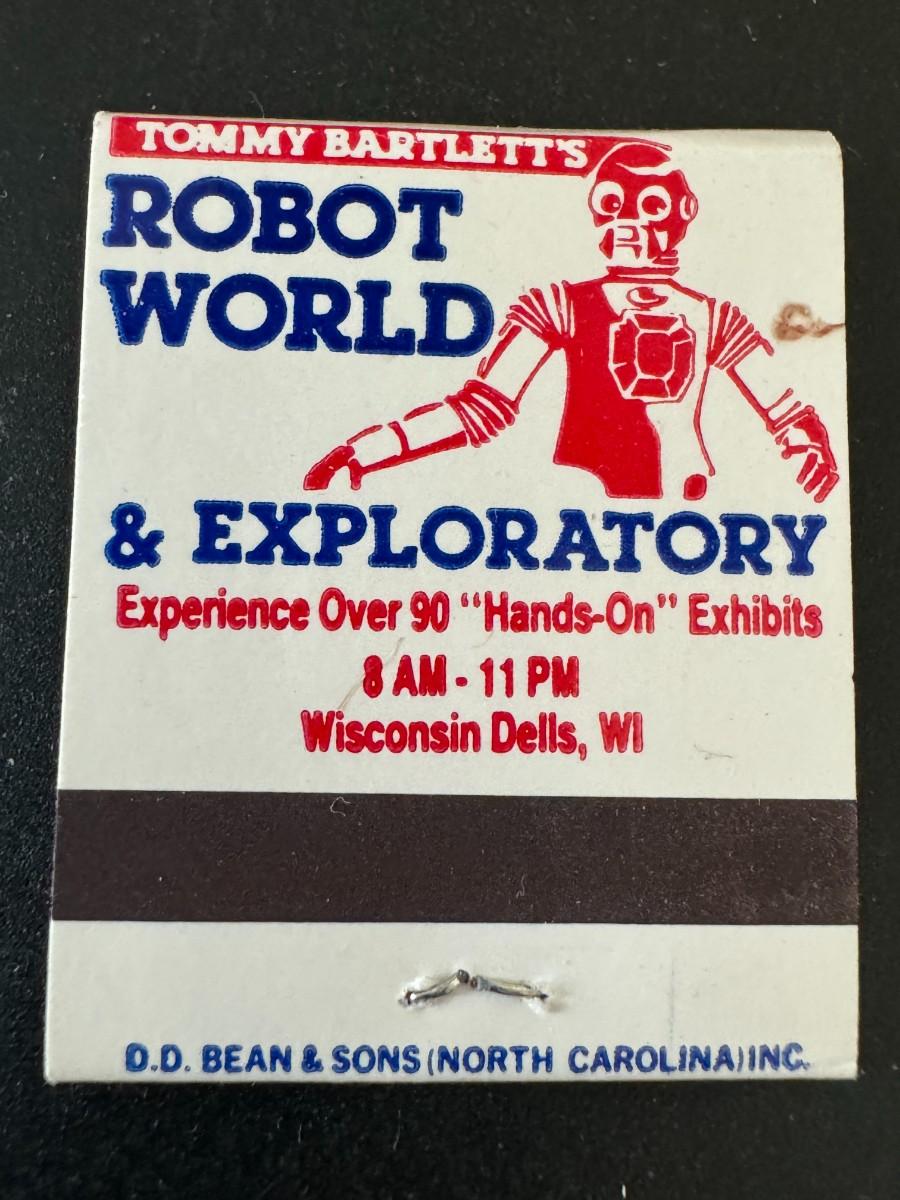 TOMMY BARTLETT'S
ROBOT
WORLD
& EXPLORATORY
Experience Over 90 "Hands-On" Exhibits
8 AM - 11 PM
Wisconsin Dells, WI
D.D. BEAN & SONS (NORTH CAROLINA) INC.